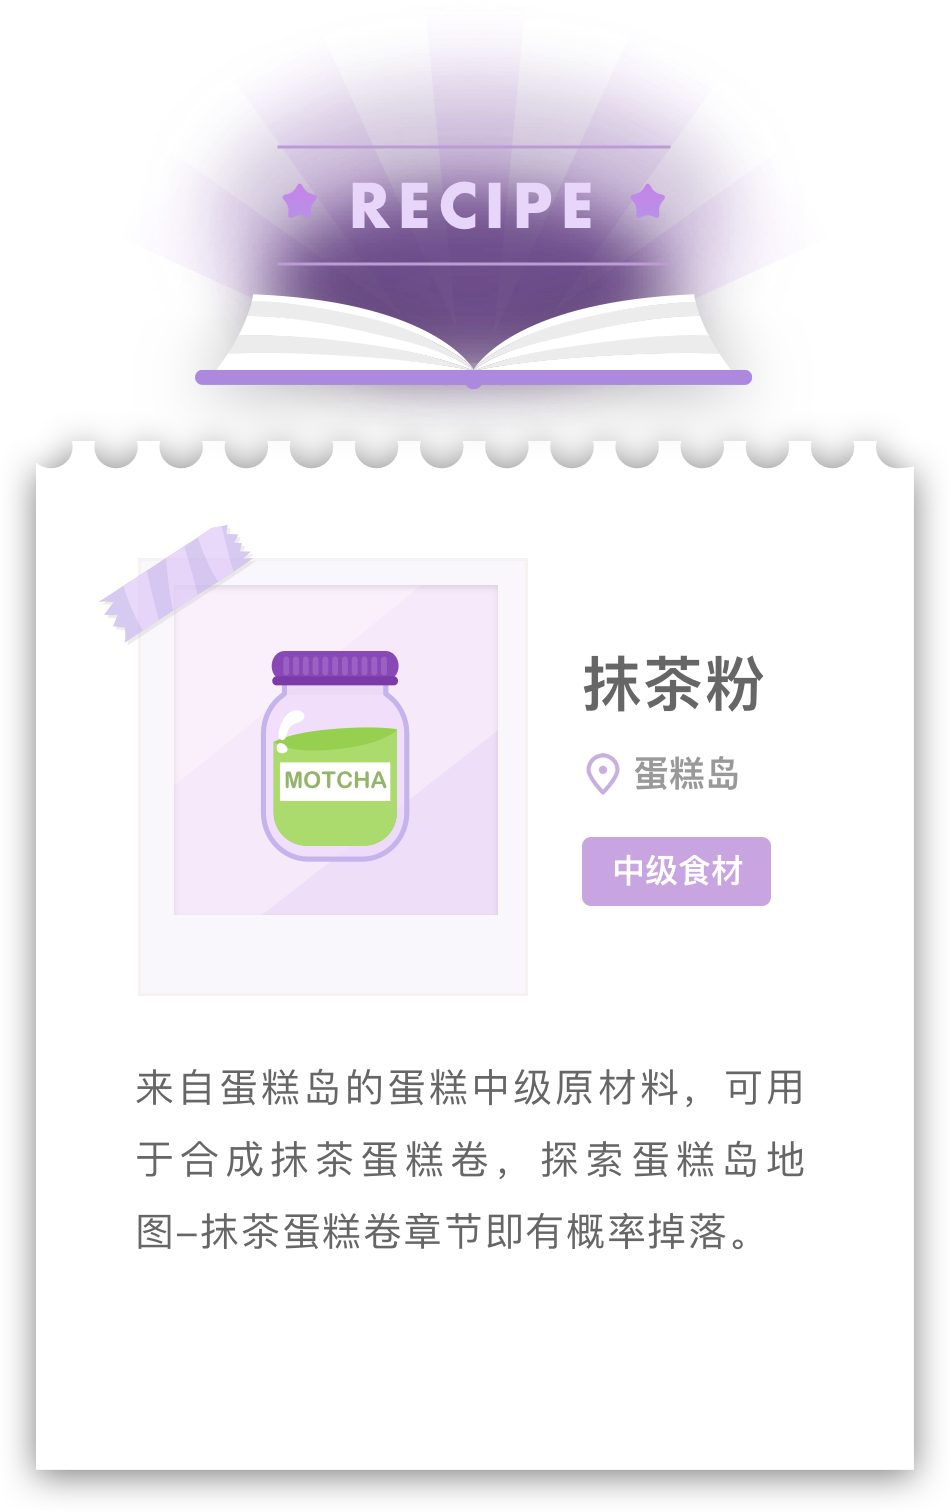 RECIPE
MOTCHA
抹茶粉
蛋糕岛
中级食材
来自蛋糕岛的蛋糕中级原材料，可用
于合成抹茶蛋糕卷，探索蛋糕岛地
图–抹茶蛋糕卷章节即有概率掉落。